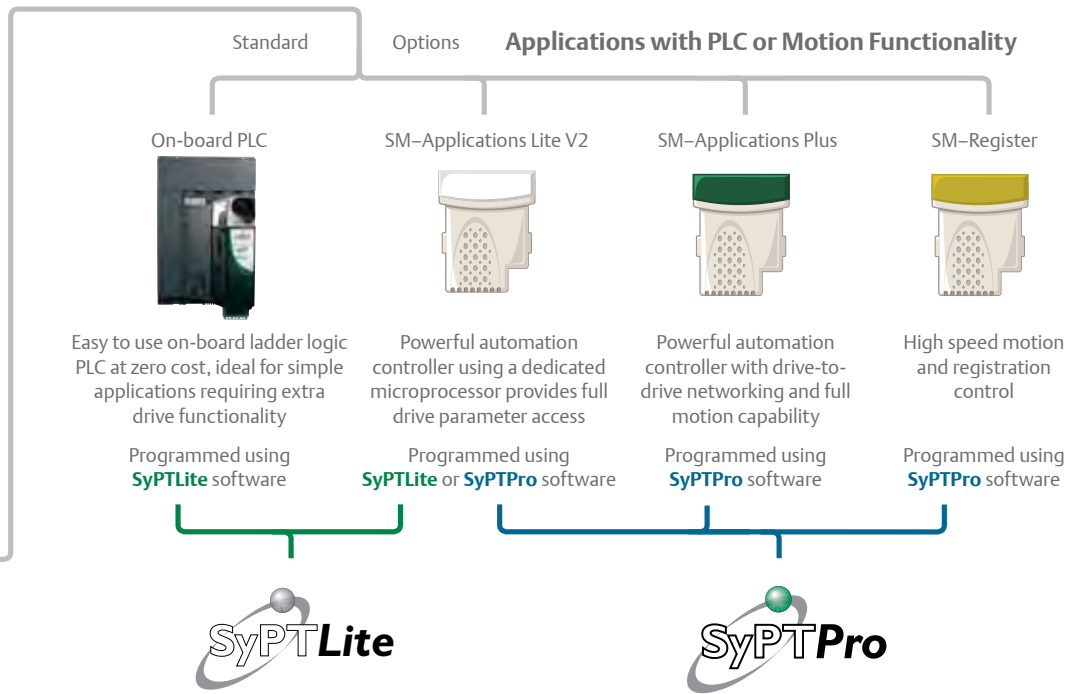 Standard
Options
Applications with PLC or Motion Functionality
On-board PLC
SM–Applications Lite V2
SM–Applications Plus
SM–Register
Easy to use on-board ladder logic
PLC at zero cost, ideal for simple
applications requiring extra
drive functionality
Powerful automation
controller using a dedicated
microprocessor provides full
drive parameter access
Powerful automation
controller with drive-to-
drive networking and full
motion capability
High speed motion
and registration
control
Programmed using
SyPTLite software
Programmed using
SyPTLite or SyPTPro software
Programmed using
SyPTPro software
Programmed using
SyPTPro software
SyPTLite
SyPTPro